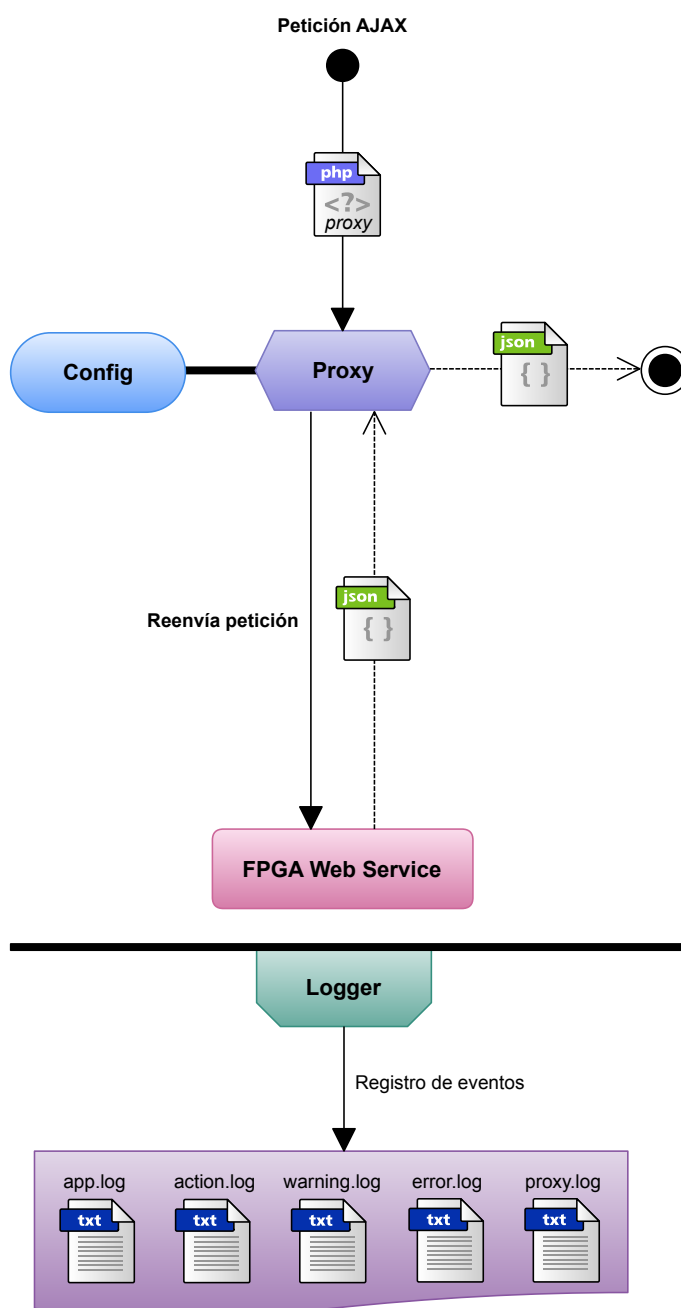 Petición AJAX
php
<?>
proxy
Config
Proxy
json
{ }
Reenvía petición
json
{ }
FPGA Web Service
Logger
Registro de eventos
app.log action.log warning.log error.log proxy.log
txt txt txt txt txt